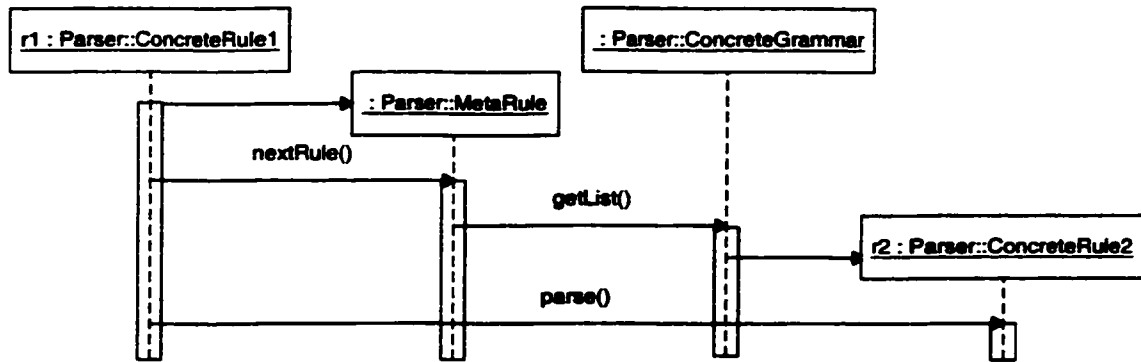 r1 : Parser::ConcreteRule1
: Parser::ConcreteGrammar
: Parser::MetaRule
nextRule()
getList()
r2 : Parser::ConcreteRule2
parse()